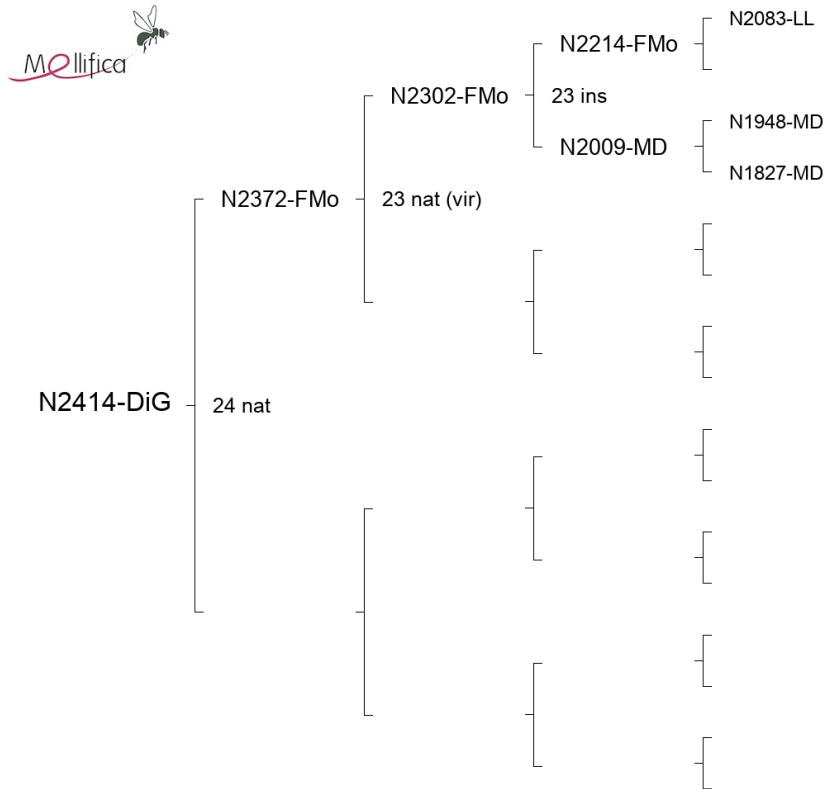 Mellifica
N2083-LL
N2214-FMo
N2302-FMo
23 ins
N1948-MD
N2009-MD
N1827-MD
N2372-FMo
23 nat (vir)
N2414-DiG
24 nat